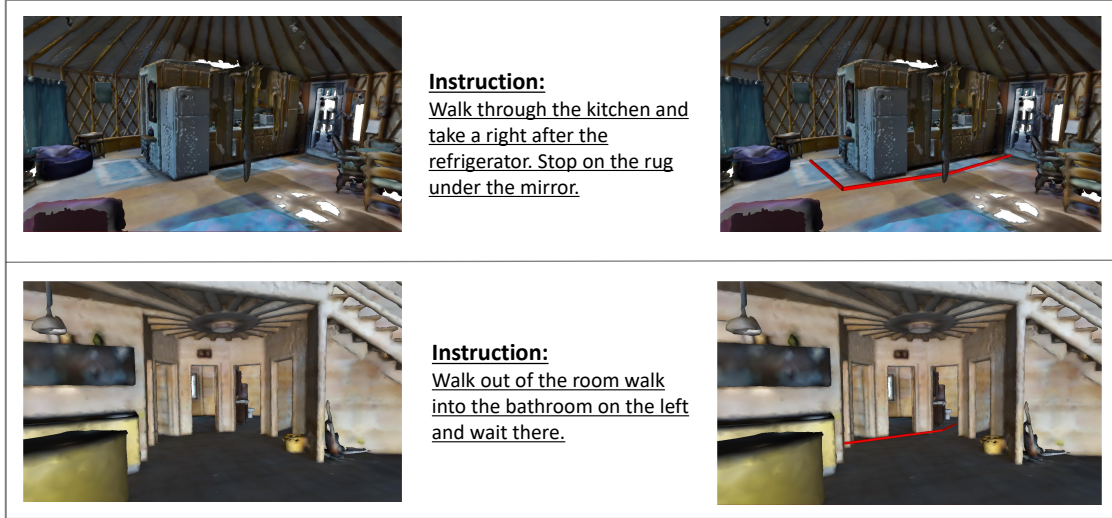 Instruction:
Walk through the kitchen and
take a right after the
refrigerator. Stop on the rug
under the mirror.
Instruction:
Walk out of the room walk
into the bathroom on the left
and wait there.